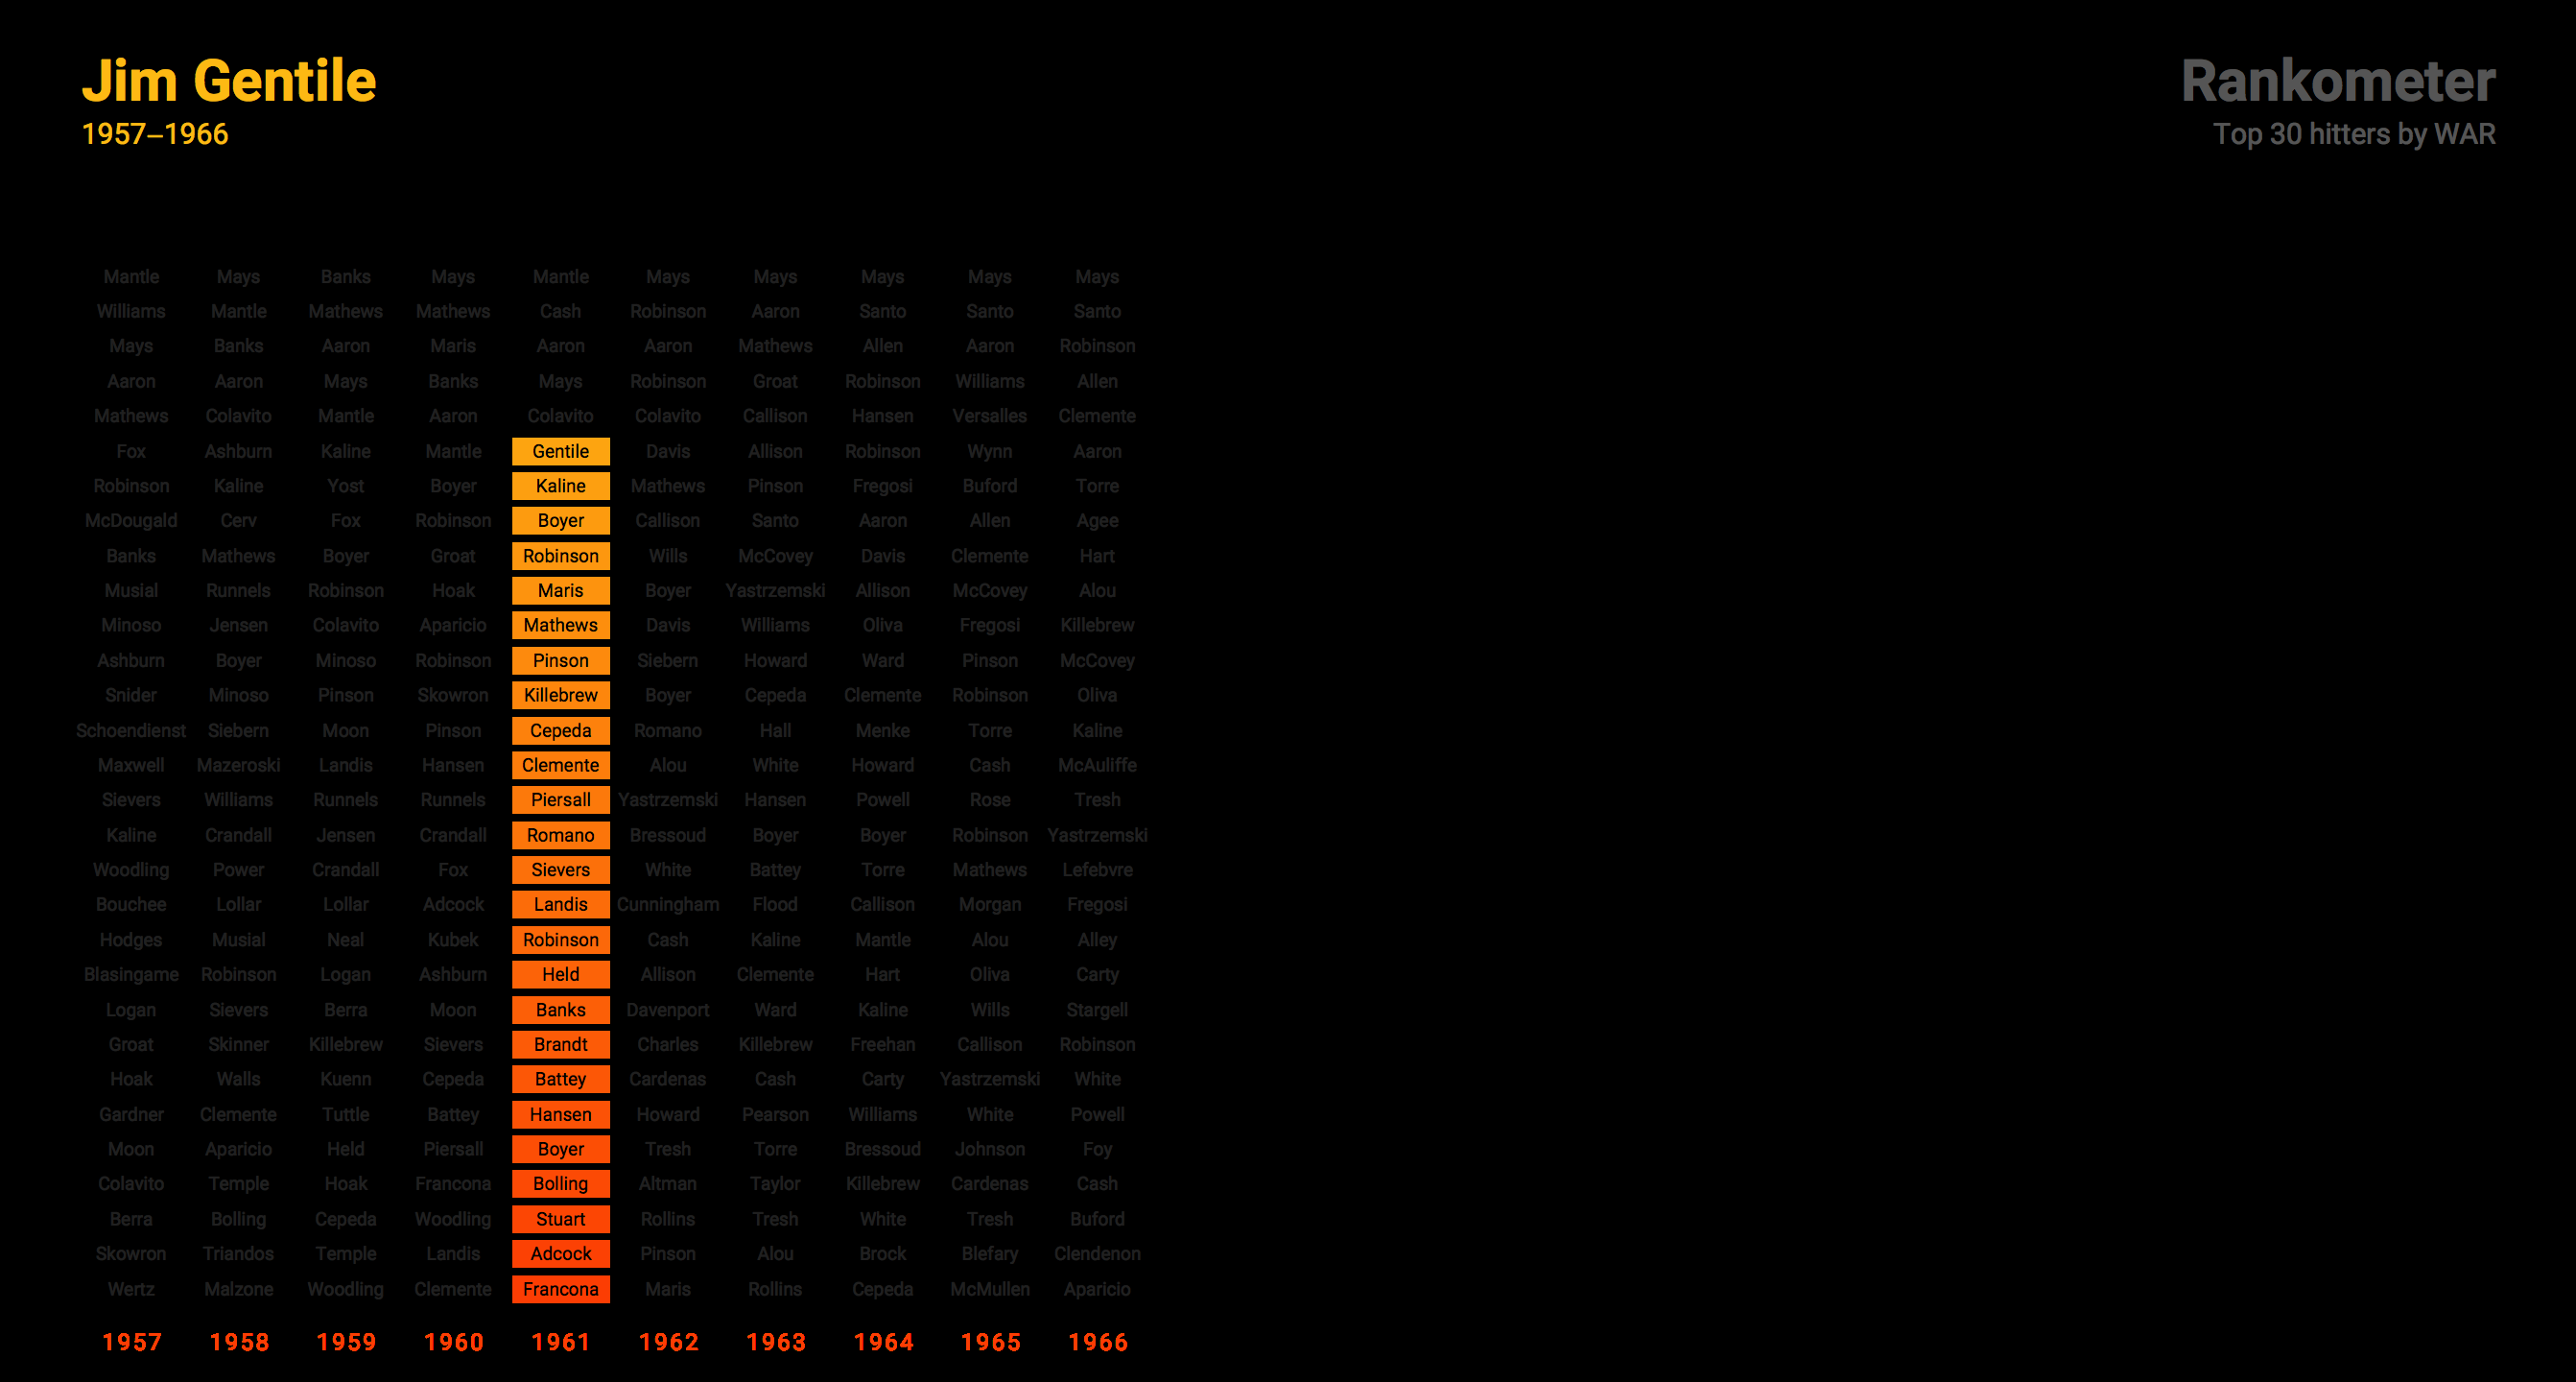 Jim Gentile
1957–1966
Rankometer
Top 30 hitters by WAR
Mantle Mays Banks Mays Mantle Mays Mays Mays Mays Mays
Williams Mantle Mathews Mathews Cash Robinson Aaron Santo Santo Santo
Mays Banks Aaron Maris Aaron Aaron Mathews Allen Aaron Robinson
Aaron Aaron Mays Banks Mays Robinson Groat Robinson Williams Allen
Mathews Colavito Mantle Aaron Colavito Colavito Callison Hansen Versalles Clemente
Fox Ashburn Kaline Mantle Gentile Davis Allison Robinson Wynn Aaron
Robinson Kaline Yost Boyer Kaline Mathews Pinson Fregosi Buford Torre
McDougald Cerv Fox Robinson Boyer Callison Santo Aaron Allen Agee
Banks Mathews Boyer Groat Robinson Wills McCovey Davis Clemente Hart
Musial Runnels Robinson Hoak Maris Boyer Yastrzemski Allison McCovey Alou
Minoso Jensen Colavito Aparicio Mathews Davis Williams Oliva Fregosi Killebrew
Ashburn Boyer Minoso Robinson Pinson Siebern Howard Ward Pinson McCovey
Snider Minoso Pinson Skowron Killebrew Boyer Cepeda Clemente Robinson Oliva
Schoendienst Siebern Moon Pinson Cepeda Romano Hall Menke Torre Kaline
Maxwell Mazeroski Landis Hansen Clemente Alou White Howard Cash McAuliffe
Sievers Williams Runnels Runnels Piersall Yastrzemski Hansen Powell Rose Tresh
Kaline Crandall Jensen Crandall Romano Bressoud Boyer Boyer Robinson Yastrzemski
Woodling Power Crandall Fox Sievers White Battey Torre Mathews Lefebvre
Bouchee Lollar Lollar Adcock Landis Cunningham Flood Callison Morgan Fregosi
Hodges Musial Neal Kubek Robinson Cash Kaline Mantle Alou Alley
Blasingame Robinson Logan Ashburn Held Allison Clemente Hart Oliva Carty
Logan Sievers Berra Moon Banks Davenport Ward Kaline Wills Stargell
Groat Skinner Killebrew Sievers Brandt Charles Killebrew Freehan Callison Robinson
Hoak Walls Kuenn Cepeda Battey Cardenas Cash Carty Yastrzemski White
Gardner Clemente Tuttle Battey Hansen Howard Pearson Williams White Powell
Moon Aparicio Held Piersall Boyer Tresh Torre Bressoud Johnson Foy
Colavito Temple Hoak Francona Bolling Altman Taylor Killebrew Cardenas Cash
Berra Bolling Cepeda Woodling Stuart Rollins Tresh White Tresh Buford
Skowron Triandos Temple Landis Adcock Pinson Alou Brock Blefary Clendenon
Wertz Malzone Woodling Clemente Francona Maris Rollins Cepeda McMullen Aparicio
1957 1958 1959 1960 1961 1962 1963 1964 1965 1966